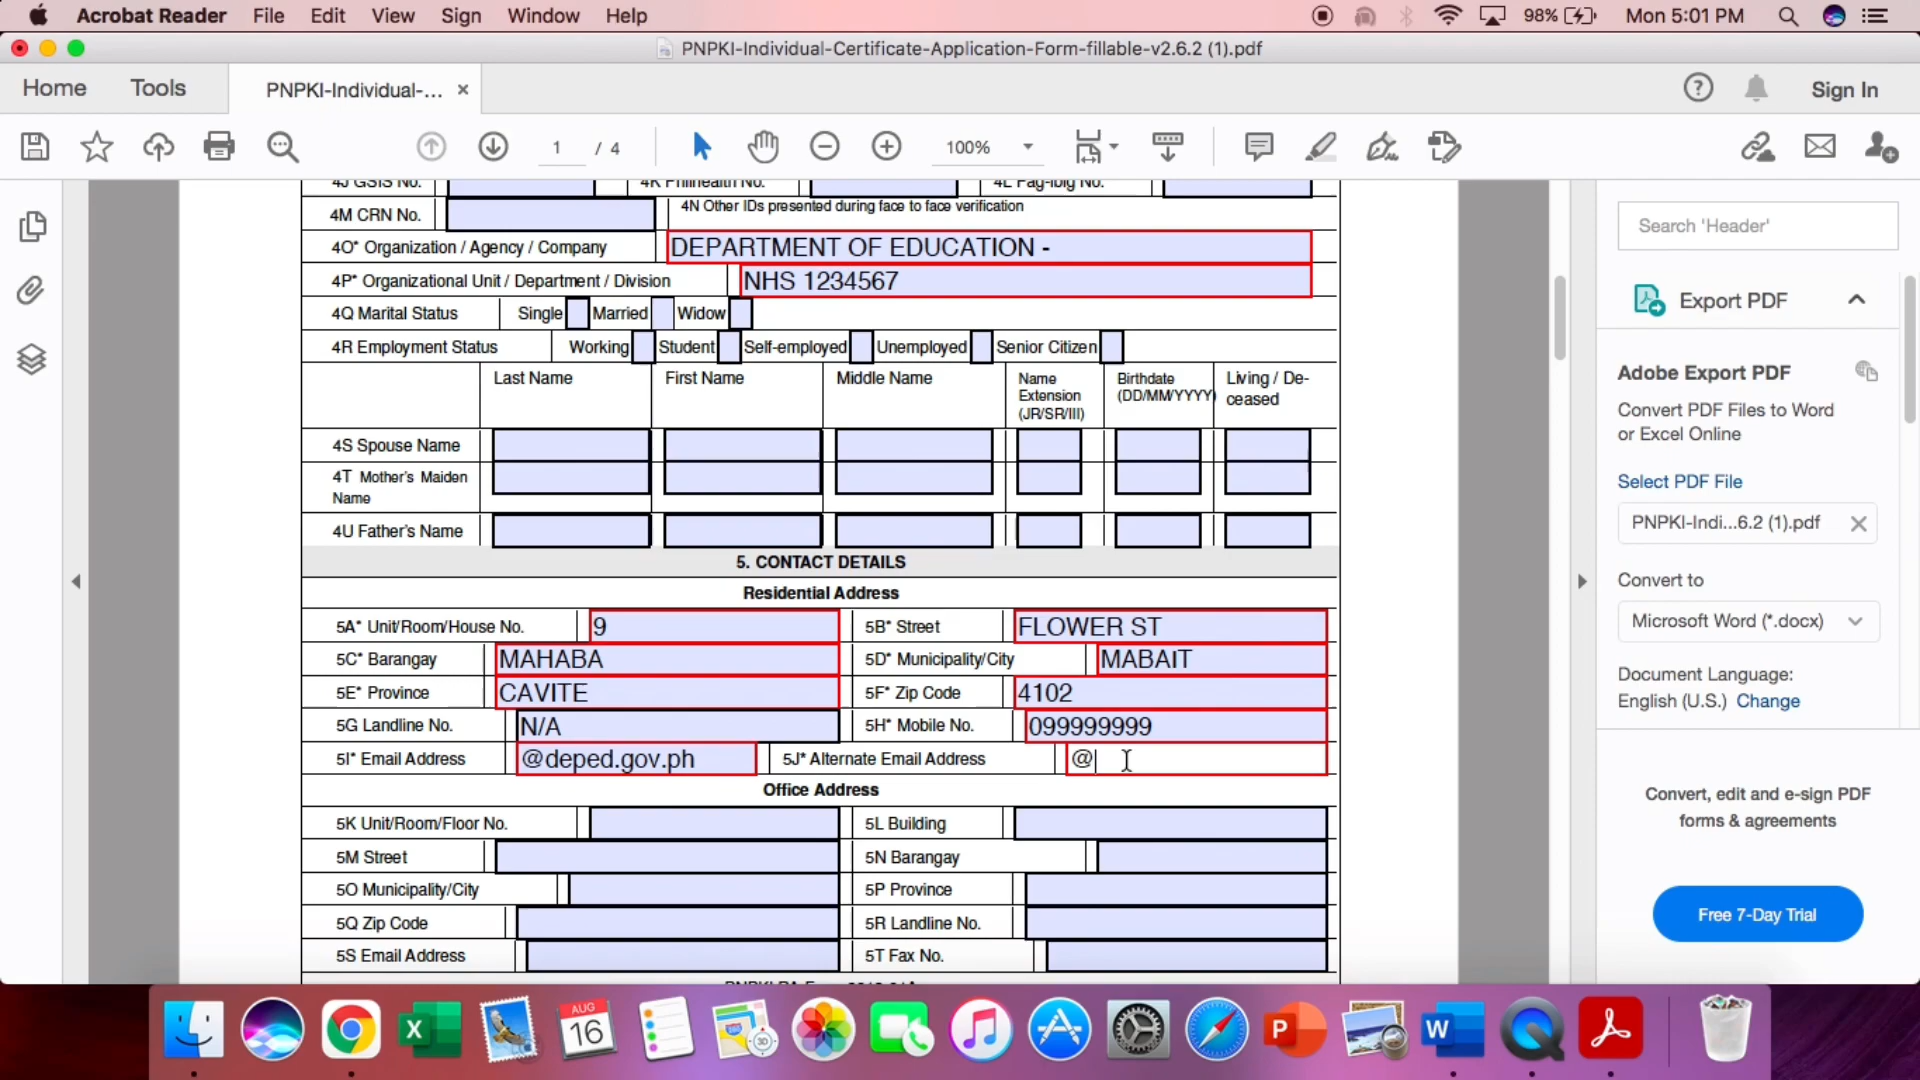 Acrobat Reader File Edit View Sign Window Help 98% Mon 5:01 PM
PNPKI-Individual-Certificate-Application-Form-fillable-v2.6.2 (1).pdf
Home Tools PNPKI-Individual-... × ? Sign In
1 / 4 100%
4J GSIS No. 4K Philhealth No. 4L Pag-ibig No.
4M CRN No. 4N Other IDs presented during face to face verification
4O* Organization / Agency / Company DEPARTMENT OF EDUCATION -
4P* Organizational Unit / Department / Division NHS 1234567
4Q Marital Status Single Married Widow
4R Employment Status Working Student Self-employed Unemployed Senior Citizen
Last Name First Name Middle Name Name Birthdate Living / De-
Extension (DD/MM/YYYY) ceased
(JR/SR/III)
4S Spouse Name
4T Mother's Maiden
Name
4U Father's Name
5. CONTACT DETAILS
Residential Address
5A* Unit/Room/House No. 9 5B* Street FLOWER ST
5C* Barangay MAHABA 5D* Municipality/City MABAIT
5E* Province CAVITE 5F* Zip Code 4102
5G Landline No. N/A 5H* Mobile No. 099999999
5I* Email Address @deped.gov.ph 5J* Alternate Email Address @
Office Address
5K Unit/Room/Floor No. 5L Building
5M Street 5N Barangay
5O Municipality/City 5P Province
5Q Zip Code 5R Landline No.
5S Email Address 5T Fax No.
Search 'Header'
Export PDF
Adobe Export PDF
Convert PDF Files to Word
or Excel Online
Select PDF File
PNPKI-Indi...6.2 (1).pdf
Convert to
Microsoft Word (*.docx)
Document Language:
English (U.S.) Change
Convert, edit and e-sign PDF
forms & agreements
Free 7-Day Trial
AUG
16
X
3D
P
W